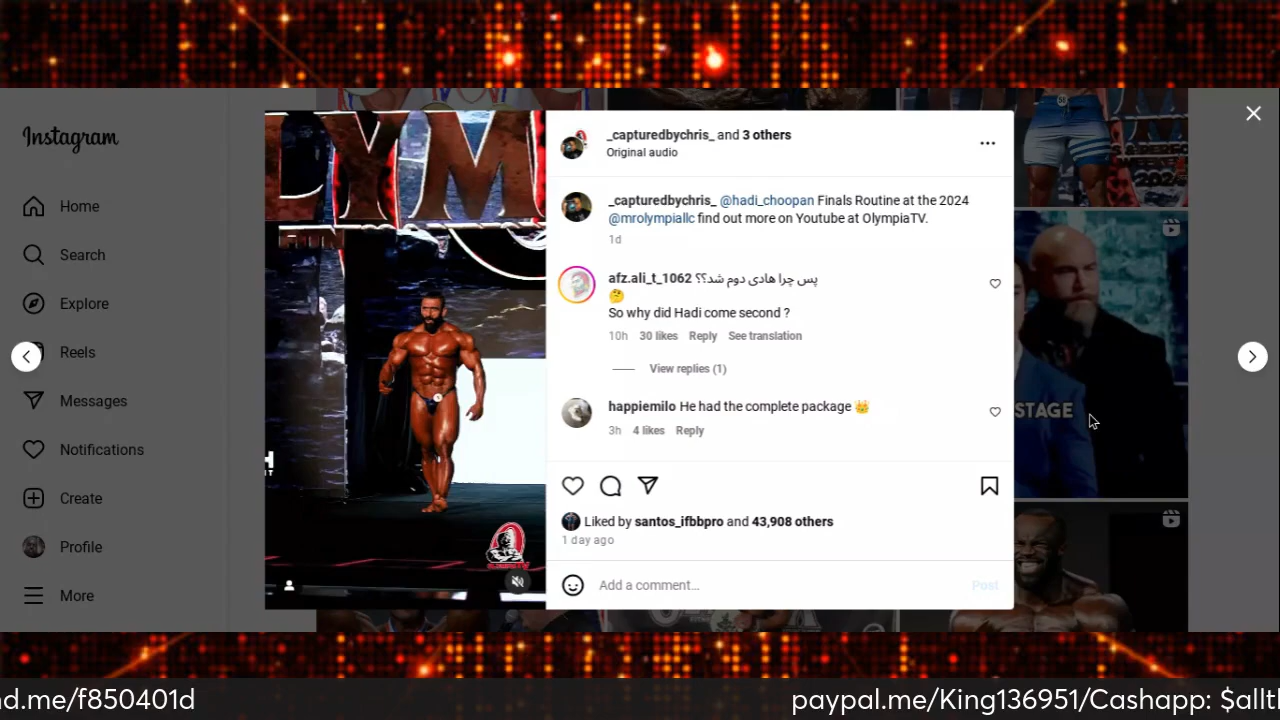 Instagram
Home
Search
Explore
Reels
Messages
Notifications
Create
Profile
More
_capturedbychris_ and 3 others
Original audio
_capturedbychris_ @hadi_choopan Finals Routine at the 2024
@mrolympiallc find out more on Youtube at OlympiaTV.
1d
afz.ali_t_1062 پس چرا هادی دوم شد؟؟
🤔
So why did Hadi come second ?
10h 30 likes Reply See translation
View replies (1)
happiemilo He had the complete package 👑
3h 4 likes Reply
Liked by santos_ifbbpro and 43,908 others
1 day ago
Add a comment... Post
STAGE
nd.me/f850401d
paypal.me/King136951/Cashapp: $allt